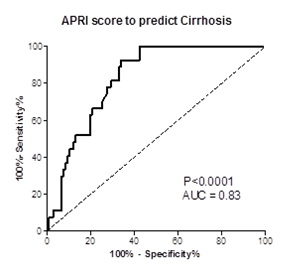 APRI score to predict Cirrhosis
100% - Sensitivity%
100
80
60
40
20
0
P<0.0001
AUC = 0.83
0
20
40
60
80
100
100% - Specificity%